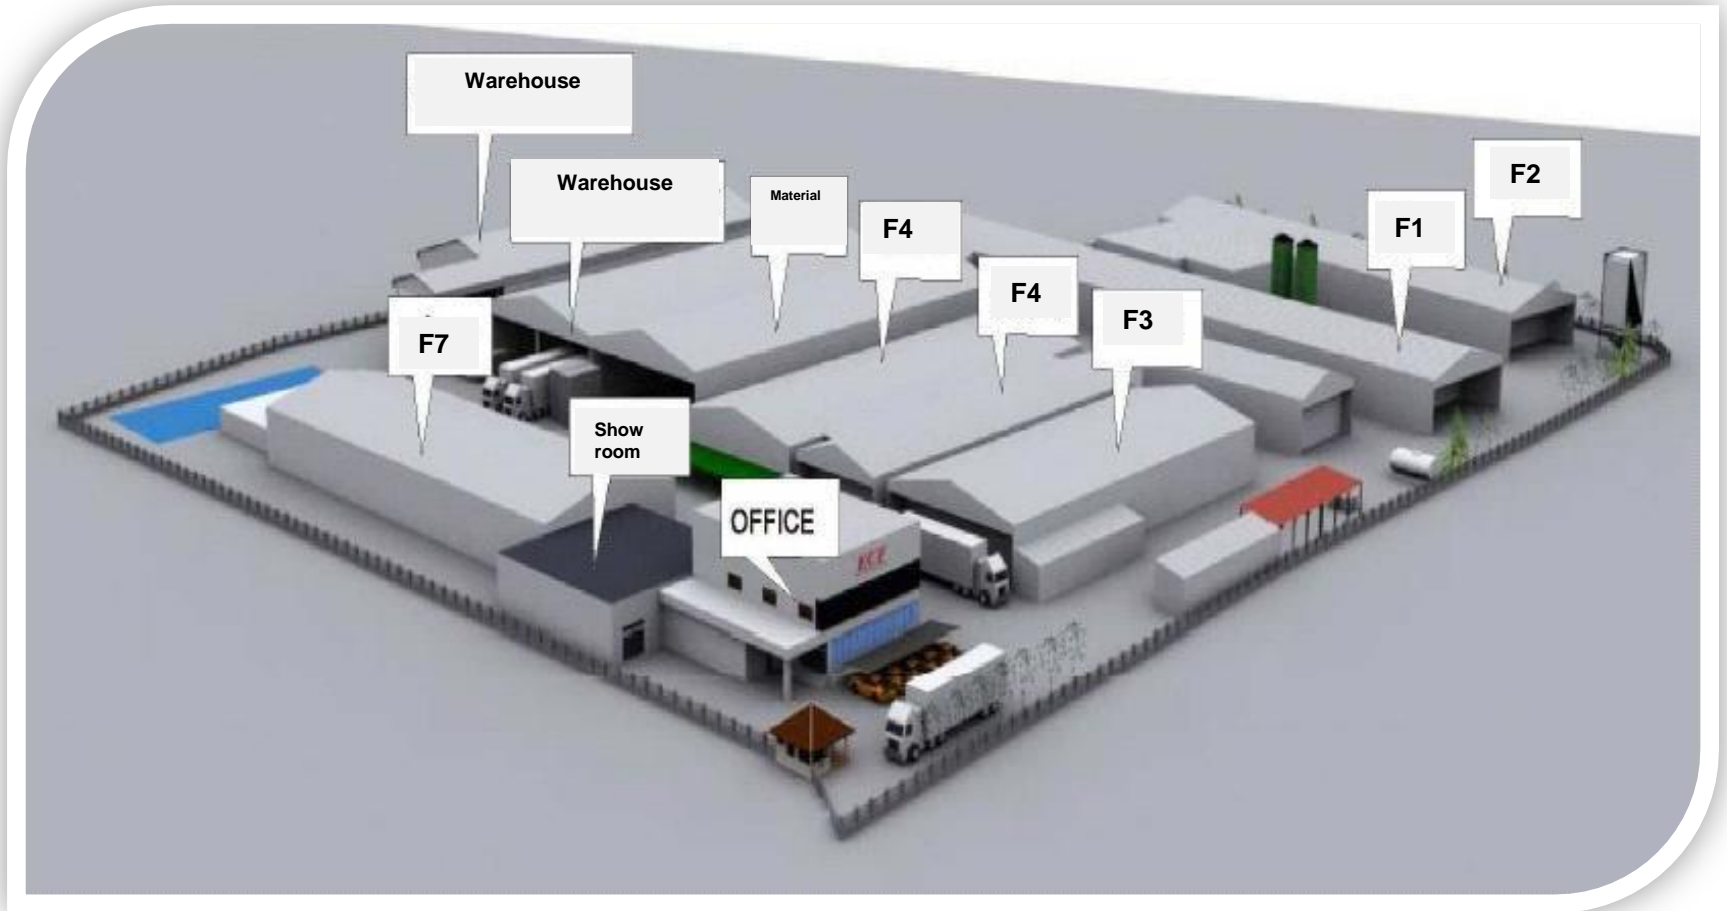 Warehouse
Warehouse
Material
F4
F4
F3
F1
F2
F7
Show
room
OFFICE